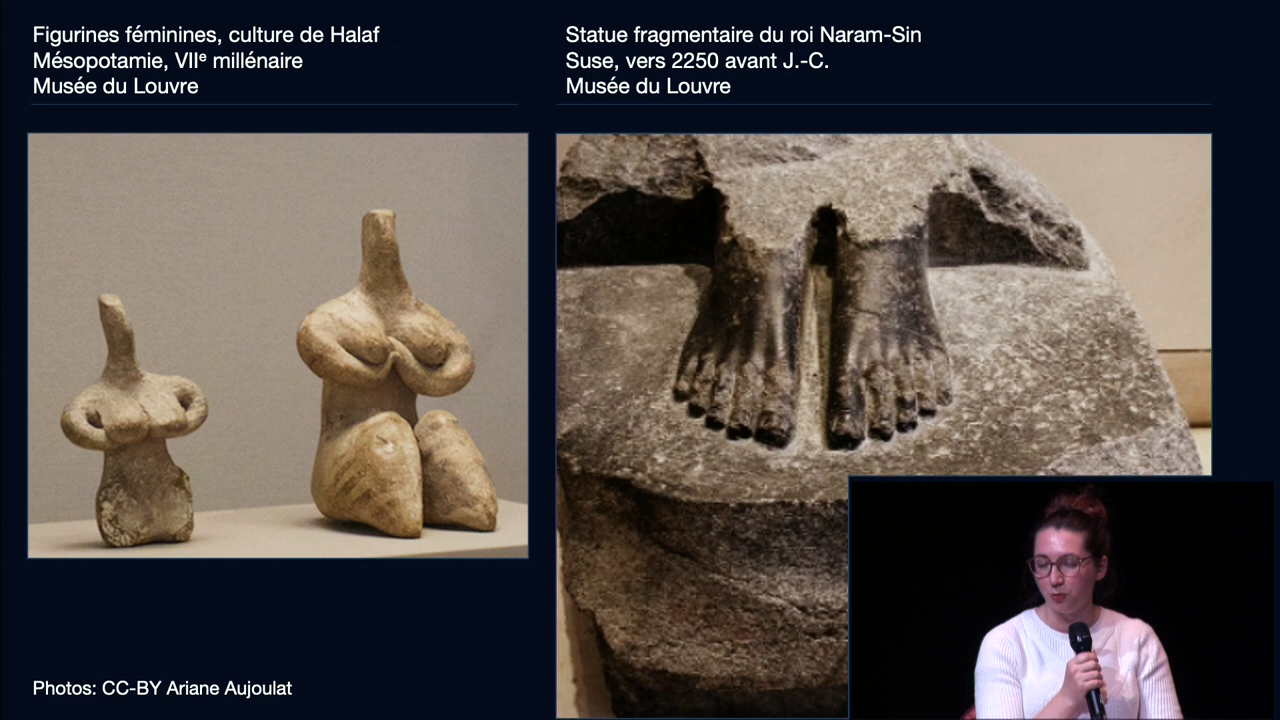 Figurines féminines, culture de Halaf
Mésopotamie, VIIᵉ millénaire
Musée du Louvre
Statue fragmentaire du roi Naram-Sin
Suse, vers 2250 avant J.-C.
Musée du Louvre
Photos: CC-BY Ariane Aujoulat